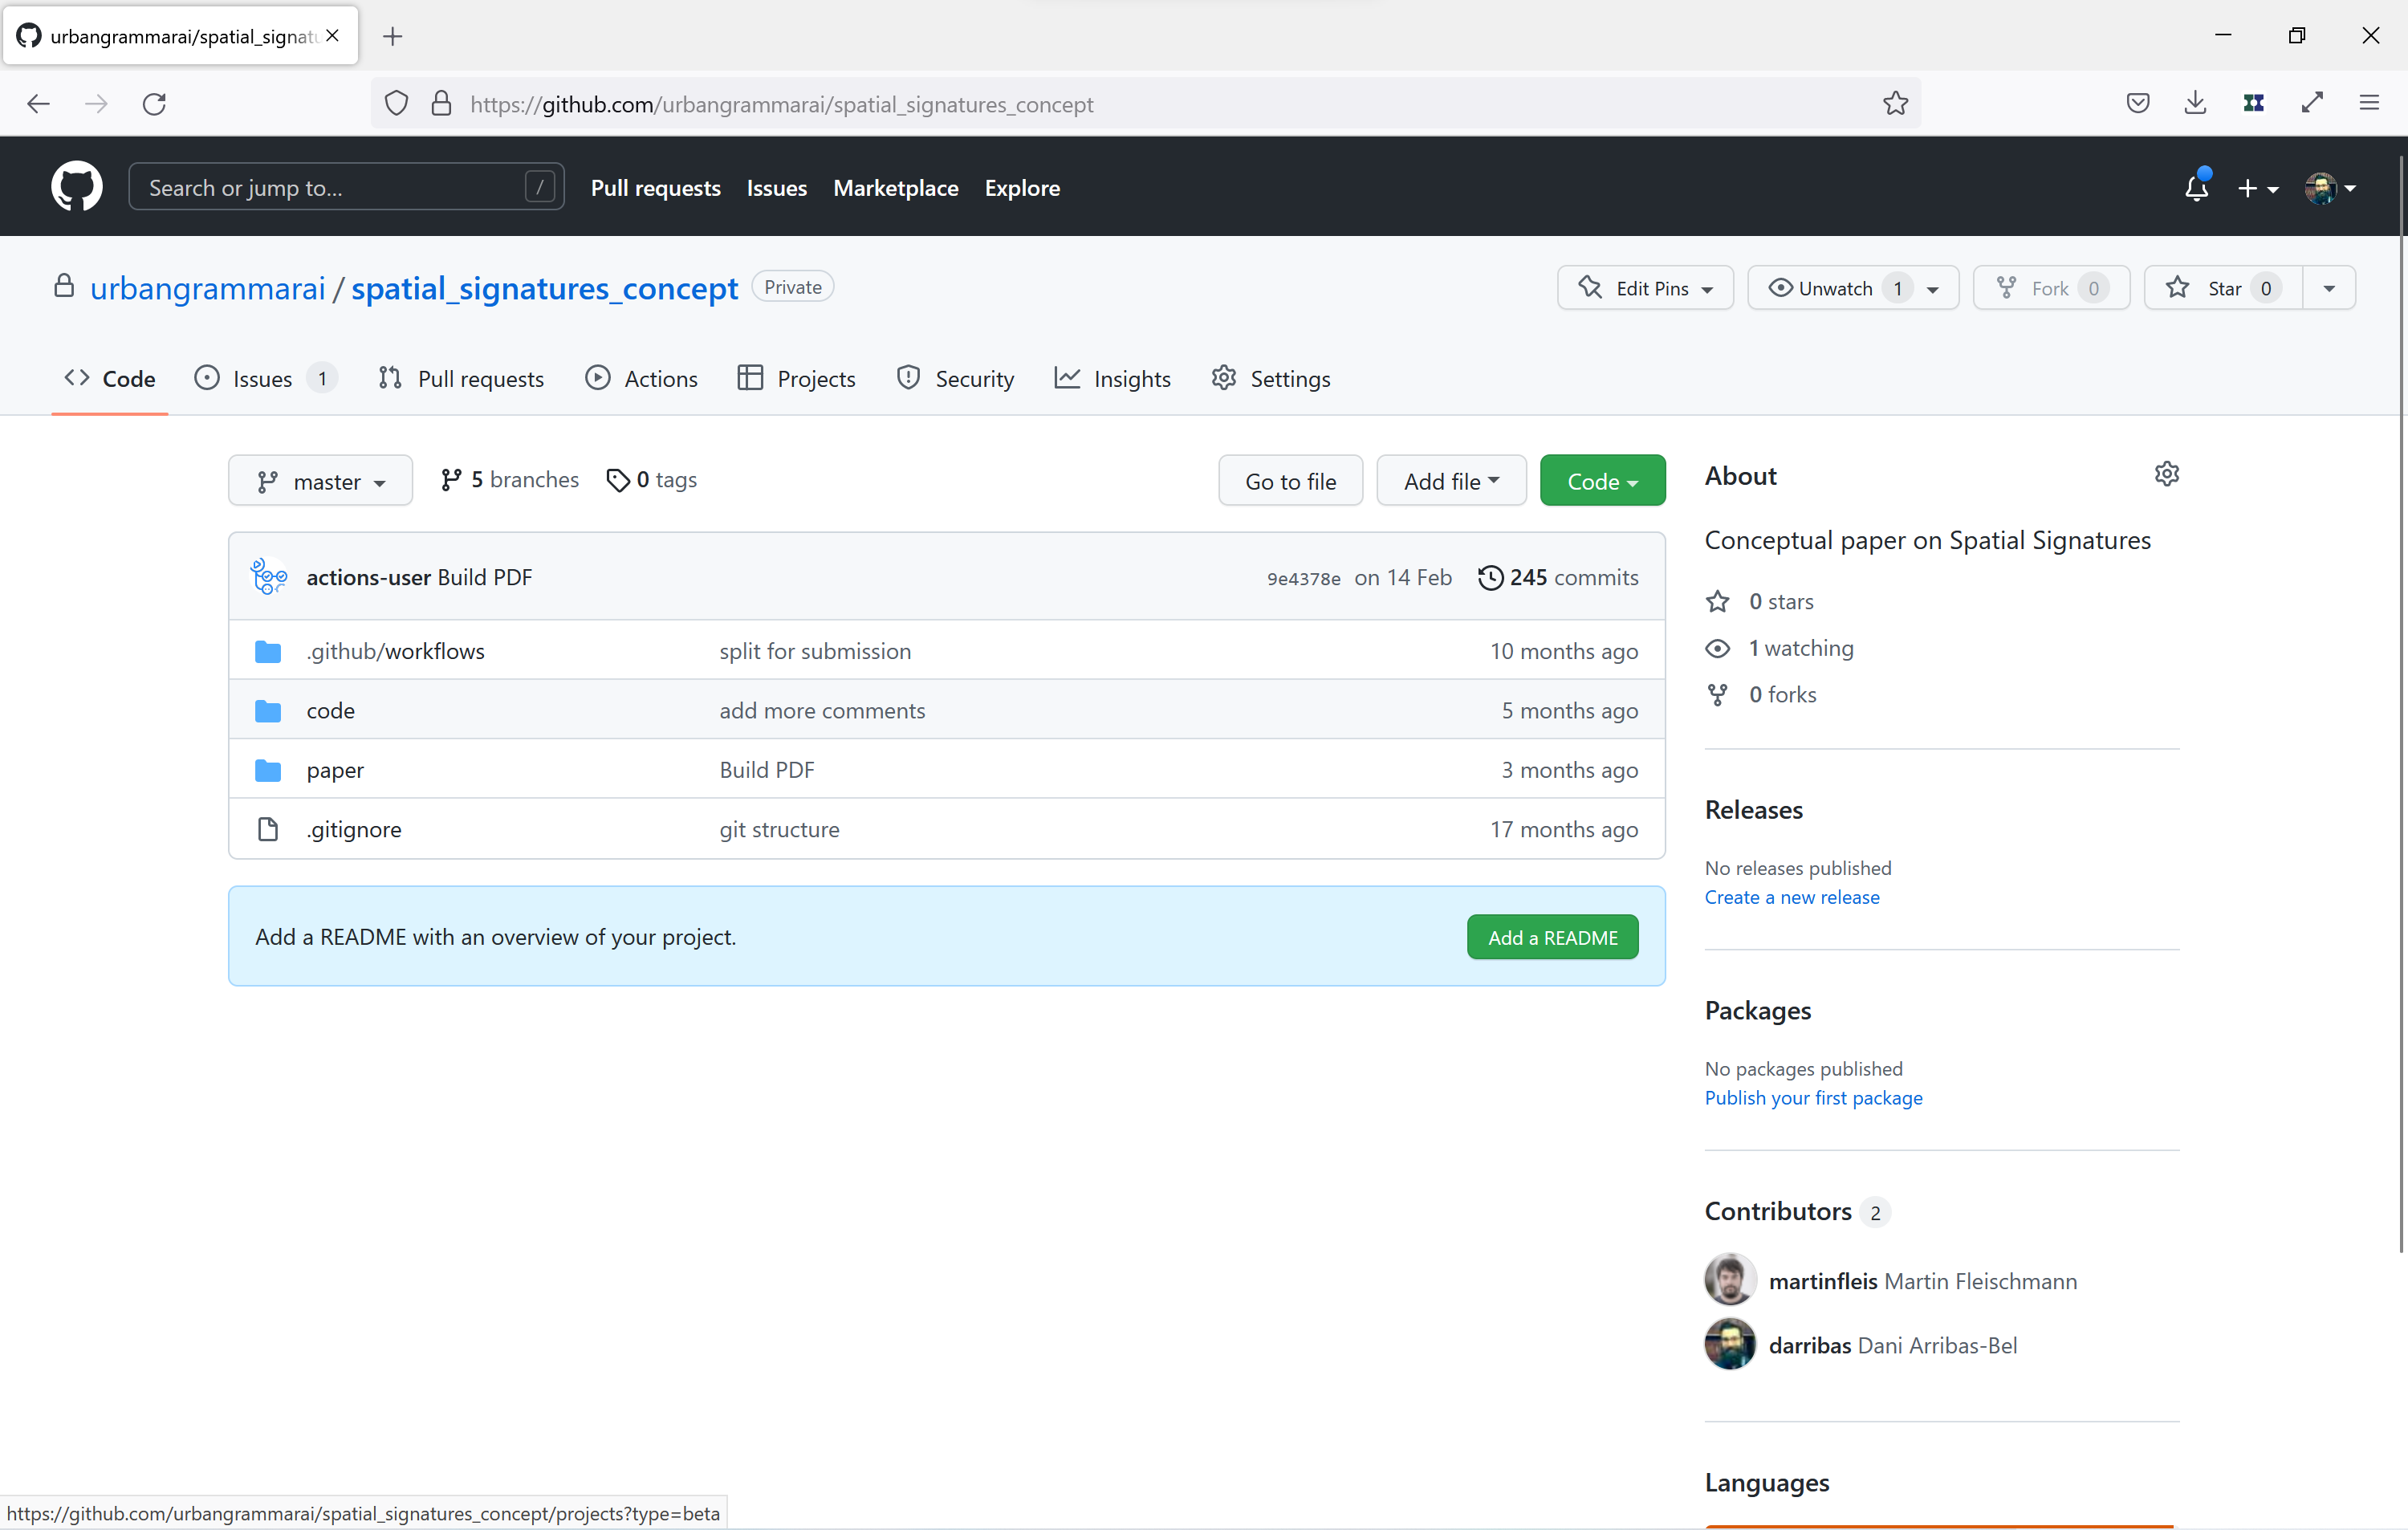 urbangrammarai/spatial_signatu
https://github.com/urbangrammarai/spatial_signatures_concept
Search or jump to... /
Pull requests Issues Marketplace Explore
urbangrammarai / spatial_signatures_concept Private
Edit Pins Unwatch 1 Fork 0 Star 0
Code Issues 1 Pull requests Actions Projects Security Insights Settings
master 5 branches 0 tags Go to file Add file Code
actions-user Build PDF 9e4378e on 14 Feb 245 commits
.github/workflows split for submission 10 months ago
code add more comments 5 months ago
paper Build PDF 3 months ago
.gitignore git structure 17 months ago
Add a README with an overview of your project. Add a README
About
Conceptual paper on Spatial Signatures
0 stars
1 watching
0 forks
Releases
No releases published
Create a new release
Packages
No packages published
Publish your first package
Contributors 2
martinfleis Martin Fleischmann
darribas Dani Arribas-Bel
Languages
https://github.com/urbangrammarai/spatial_signatures_concept/projects?type=beta